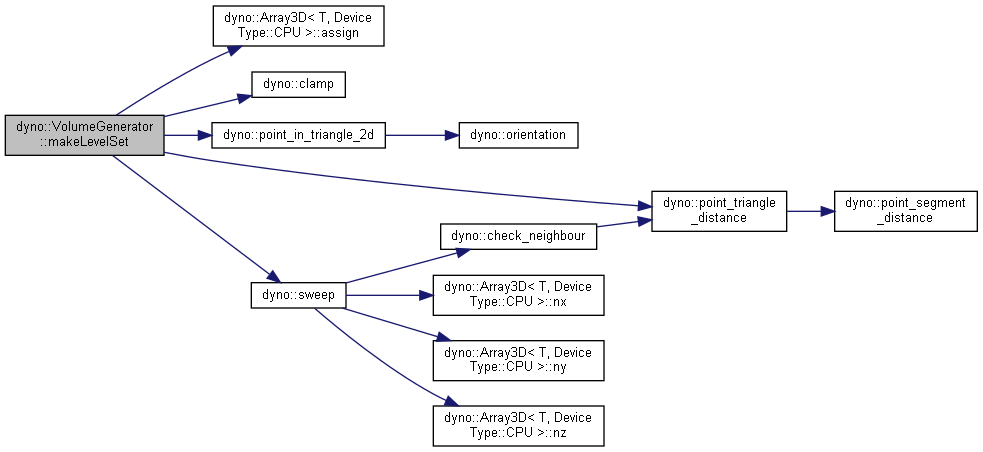 dyno::Array3D< T, Device
Type::CPU >::assign
dyno::clamp
dyno::VolumeGenerator
::makeLevelSet
dyno::point_in_triangle_2d
dyno::orientation
dyno::point_triangle
_distance
dyno::point_segment
_distance
dyno::check_neighbour
dyno::sweep
dyno::Array3D< T, Device
Type::CPU >::nx
dyno::Array3D< T, Device
Type::CPU >::ny
dyno::Array3D< T, Device
Type::CPU >::nz